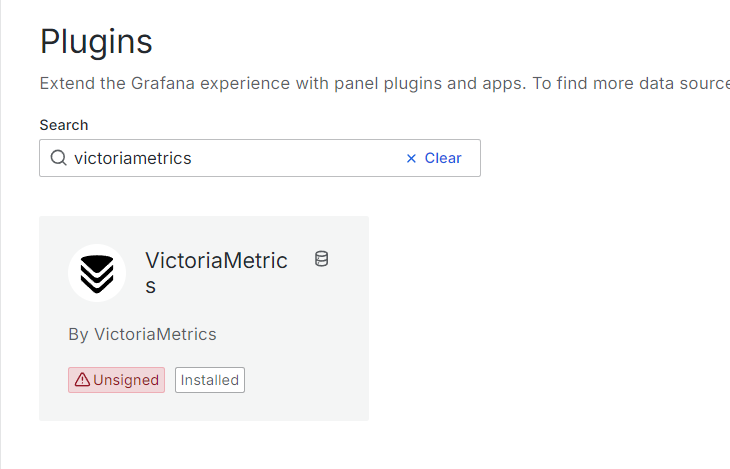 Plugins
Extend the Grafana experience with panel plugins and apps. To find more data source
Search
victoriametrics
Clear
VictoriaMetric
s
By VictoriaMetrics
Unsigned
Installed